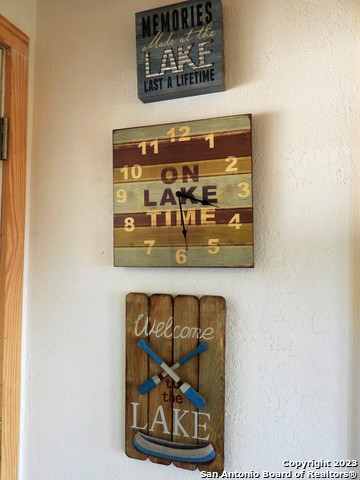 MEMORIES
Made at the
LAKE
LAST A LIFETIME
12
11 1
10 2
ON
9 LAKE 3
TIME
8 4
7 5
6
Welcome
to
the
LAKE
Copyright 2023
San Antonio Board of Realtors®